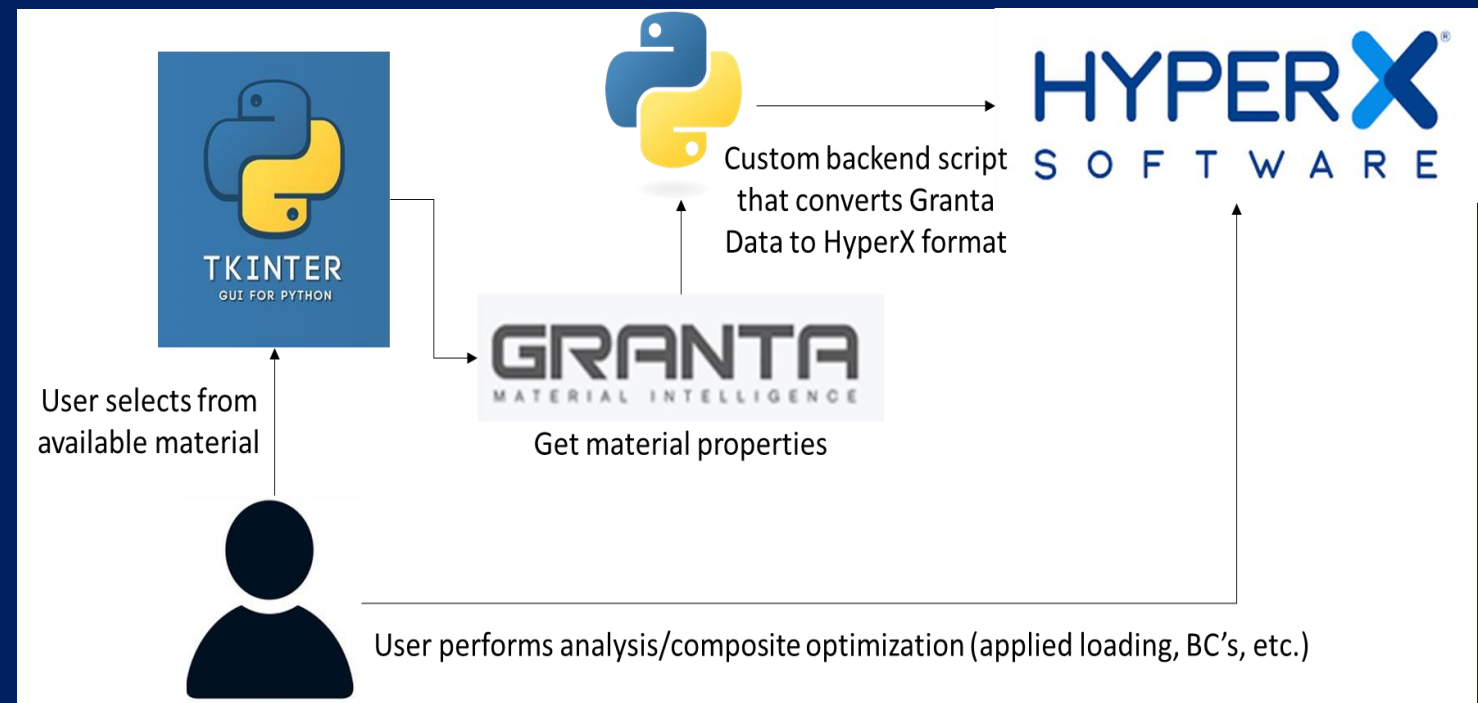 HYPERX®
SOFTWARE
TKINTER
GUI FOR PYTHON
Custom backend script
that converts Granta
Data to HyperX format
GRANTA
MATERIAL INTELLIGENCE
Get material properties
User selects from
available material
User performs analysis/composite optimization (applied loading, BC’s, etc.)